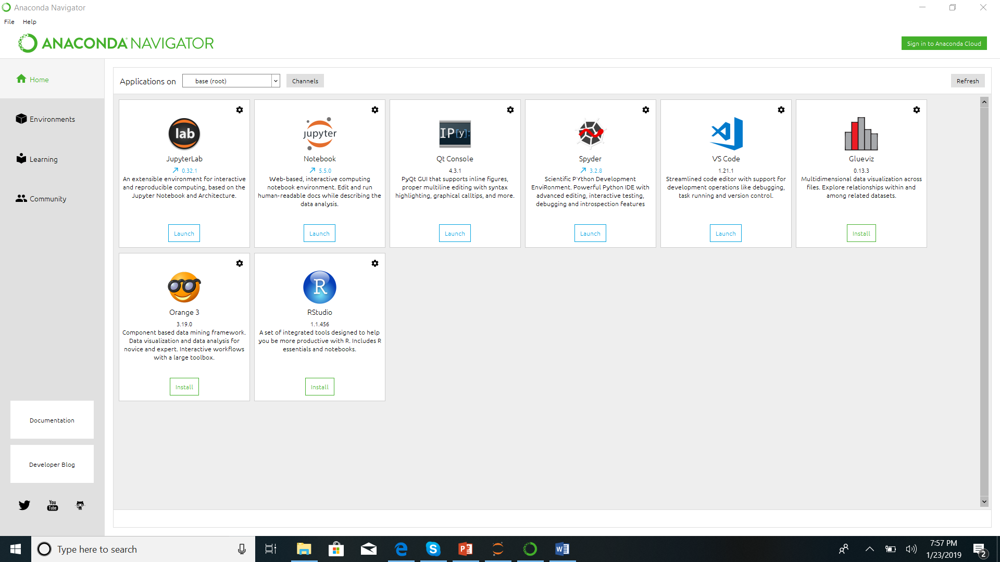 Anaconda Navigator
File Help
ANACONDA NAVIGATOR
Sign in to Anaconda Cloud
Home
Environments
Learning
Community
Documentation
Developer Blog
You
Tube
Applications on base (root) Channels Refresh
lab
JupyterLab
0.32.1
An extensible environment for interactive
and reproducible computing, based on the
Jupyter Notebook and Architecture.
Launch
jupyter
Notebook
5.5.0
Web-based, interactive computing
notebook environment. Edit and run
human-readable docs while describing the
data analysis.
Launch
IP[y]:
Qt Console
4.3.1
PyQt GUI that supports inline figures,
proper multiline editing with syntax
highlighting, graphical calltips, and more.
Launch
Spyder
3.2.8
Scientific PYthon Development
EnviRonment. Powerful Python IDE with
advanced editing, interactive testing,
debugging and introspection features
Launch
VS Code
1.21.1
Streamlined code editor with support for
development operations like debugging,
task running and version control.
Launch
Glueviz
0.13.3
Multidimensional data visualization across
files. Explore relationships within and
among related datasets.
Install
Orange 3
3.19.0
Component based data mining framework.
Data visualization and data analysis for
novice and expert. Interactive workflows
with a large toolbox.
Install
R
RStudio
1.1.456
A set of integrated tools designed to help
you be more productive with R. Includes R
essentials and notebooks.
Install
Type here to search
7:57 PM
1/23/2019
2